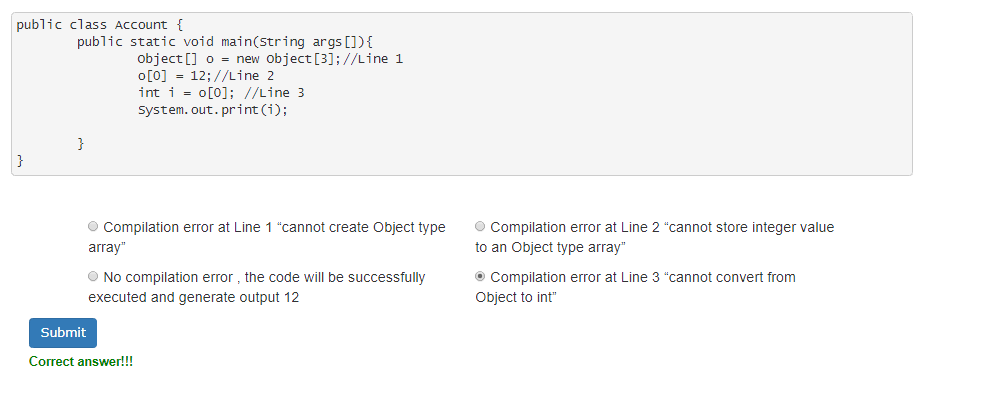 public class Account {
public static void main(String args[]){
Object[] o = new Object[3];//Line 1
o[0] = 12;//Line 2
int i = o[0]; //Line 3
System.out.print(i);
}
}
Compilation error at Line 1 “cannot create Object type
array”
Compilation error at Line 2 “cannot store integer value
to an Object type array”
No compilation error , the code will be successfully
executed and generate output 12
Compilation error at Line 3 “cannot convert from
Object to int”
Submit
Correct answer!!!